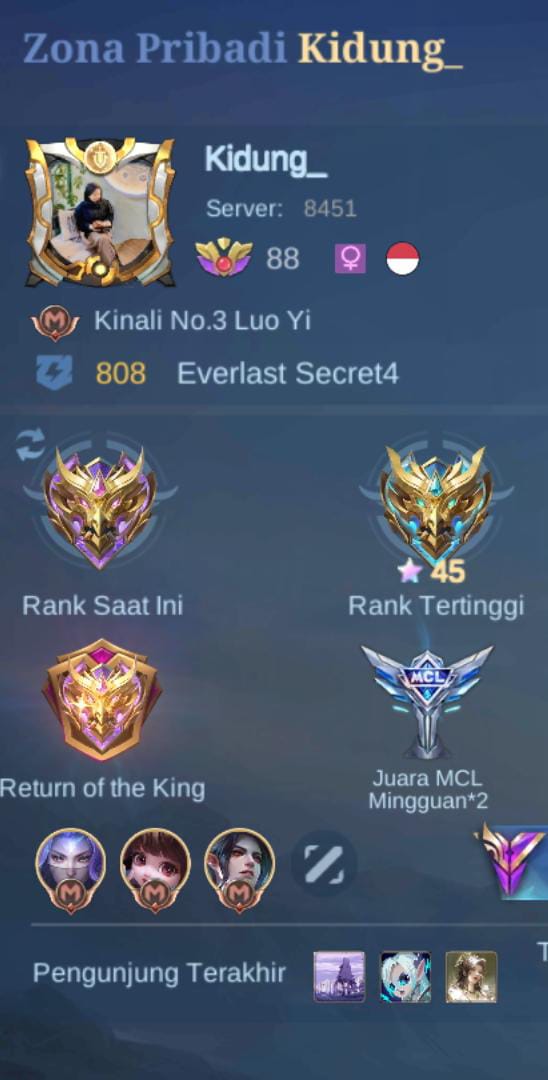 Zona Pribadi Kidung_
Kidung_
Server: 8451
88
Kinali No.3 Luo Yi
808 Everlast Secret4
45
Rank Saat Ini
Rank Tertinggi
MCL
Return of the King
Juara MCL
Mingguan*2
M M M
T
Pengunjung Terakhir